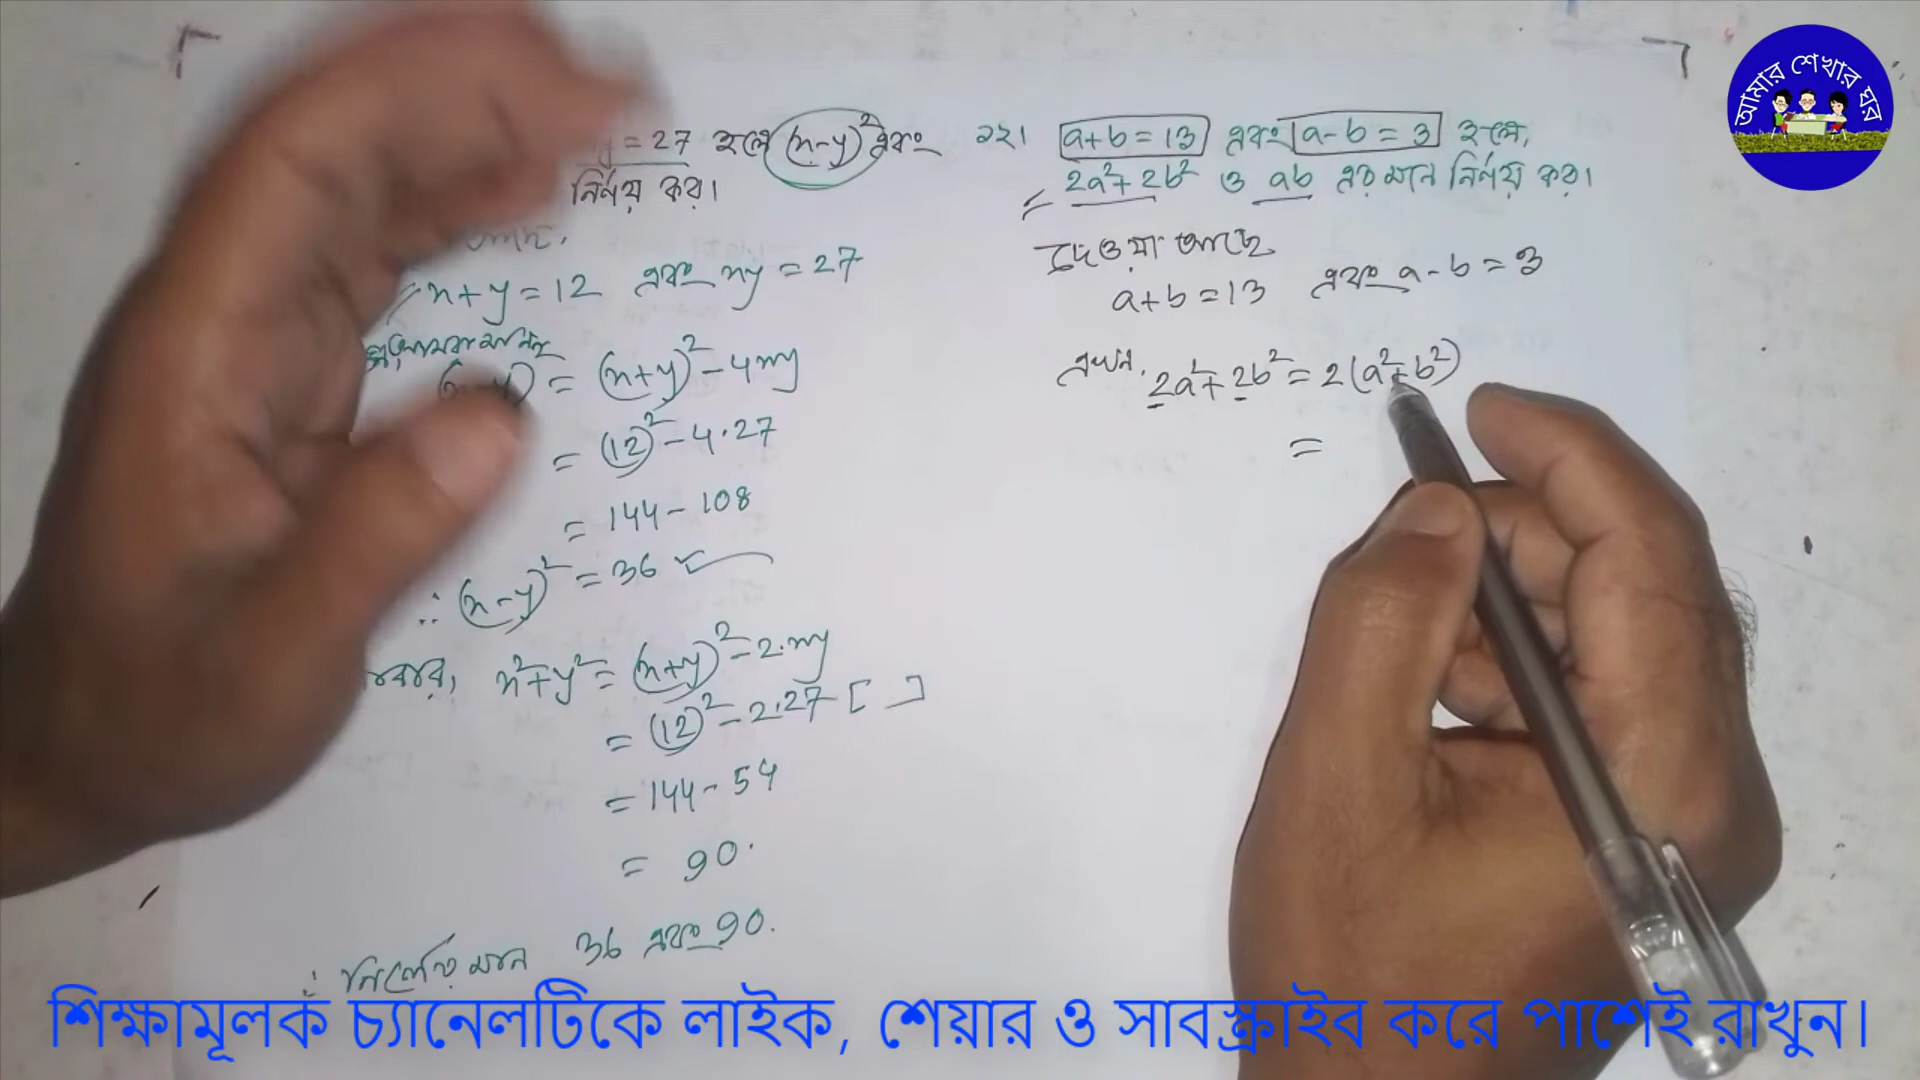 y = 27 হলে (x-y)² এবং
নির্ণয় কর।
x+y = 12 এবং xy = 27
= (x+y)² - 4xy
= (12)² - 4·27
= 144 - 108
∴ (x-y)² = 36
x²+y² = (x+y)² - 2·xy
= (12)² - 2·27 [ ]
= 144 - 54
= 90.
∴ নির্ণেয় মান 36 এবং 90.
১২। a+b = 13 এবং a-b = 3 হলে,
2a²+2b² ও ab এর মান নির্ণয় কর।
দেওয়া আছে
a+b = 13 এবং a-b = 3
এখন, 2a²+2b² = 2(a²+b²)
=
আমার শেখার ঘর
শিক্ষামূলক চ্যানেলটিকে লাইক, শেয়ার ও সাবস্ক্রাইব করে পাশেই রাখুন।